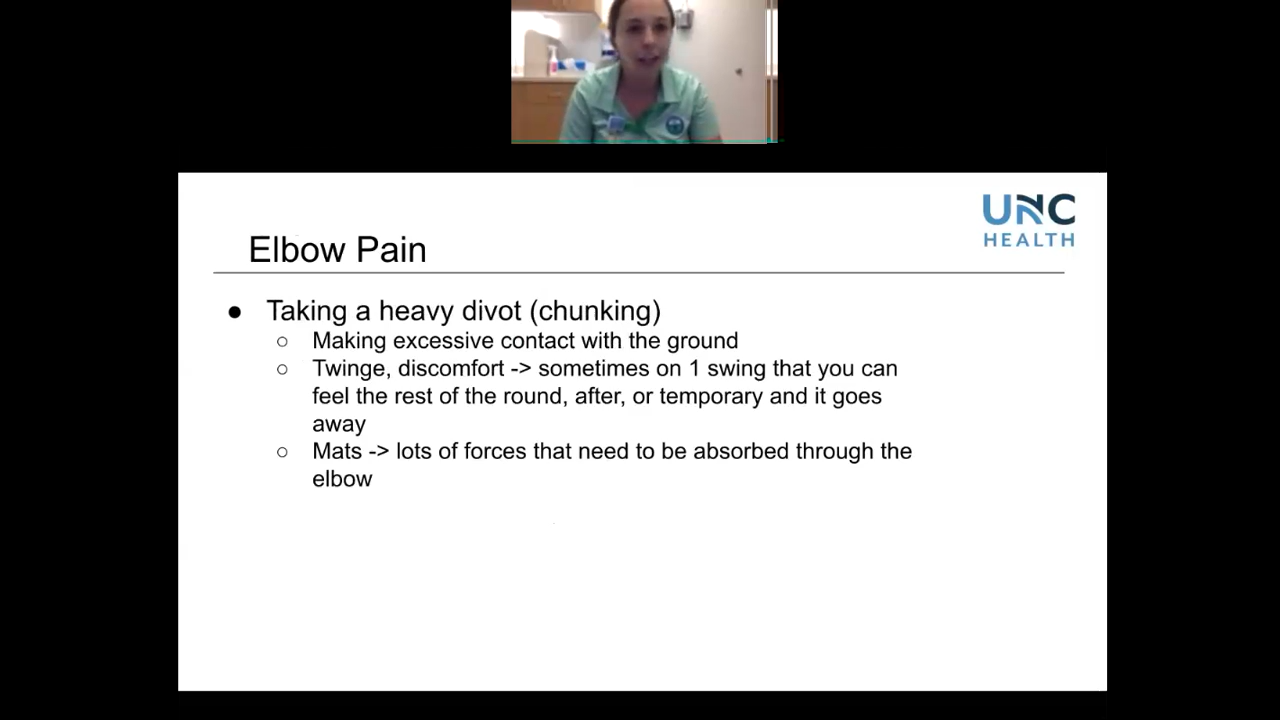 UNC
HEALTH
Elbow Pain
● Taking a heavy divot (chunking)
○ Making excessive contact with the ground
○ Twinge, discomfort -> sometimes on 1 swing that you can
feel the rest of the round, after, or temporary and it goes
away
○ Mats -> lots of forces that need to be absorbed through the
elbow